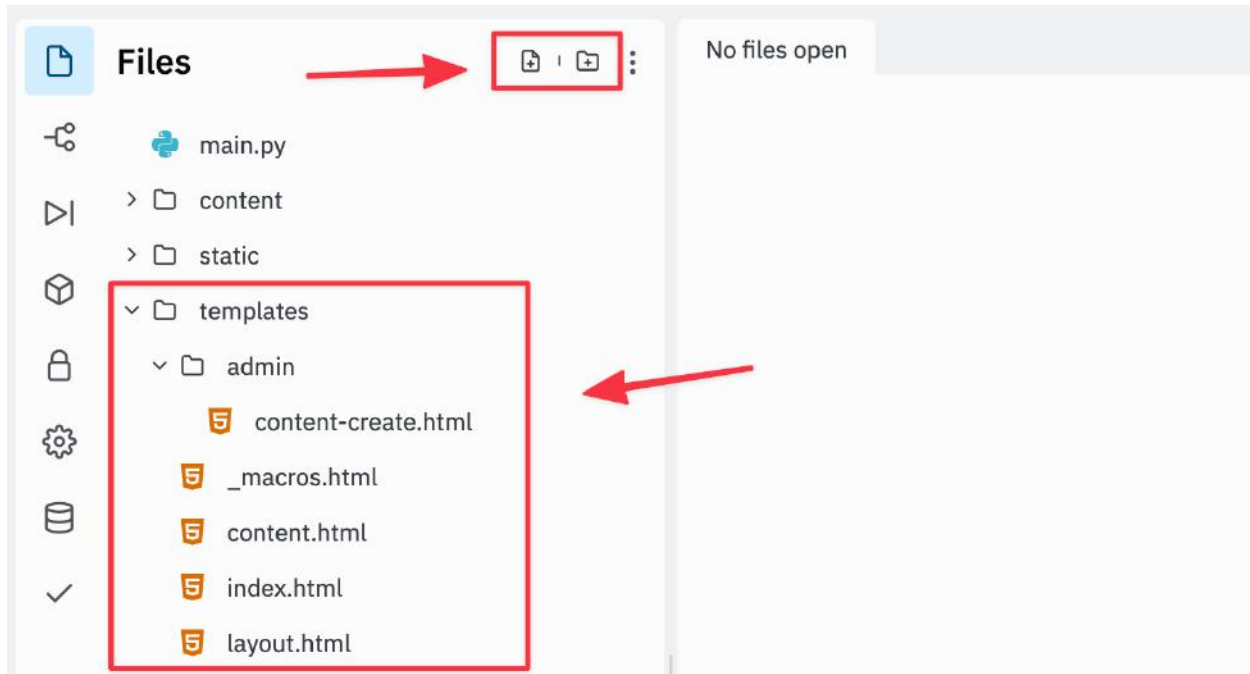 Files
No files open
main.py
content
static
templates
admin
content-create.html
_macros.html
content.html
index.html
layout.html